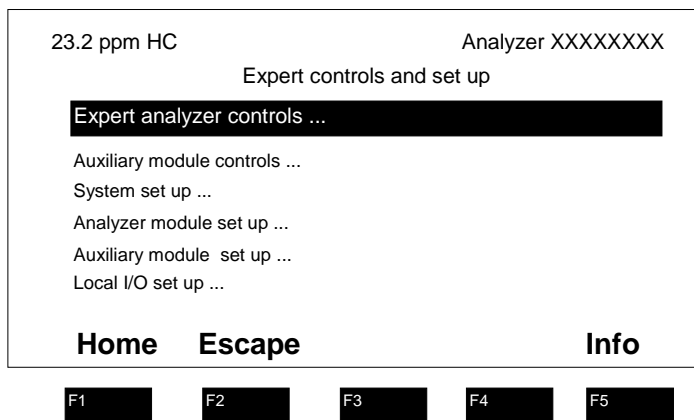 23.2 ppm HC Analyzer XXXXXXXX
Expert controls and set up
Expert analyzer controls ...
Auxiliary module controls ...
System set up ...
Analyzer module set up ...
Auxiliary module set up ...
Local I/O set up ...
Home Escape Info
F1 F2 F3 F4 F5